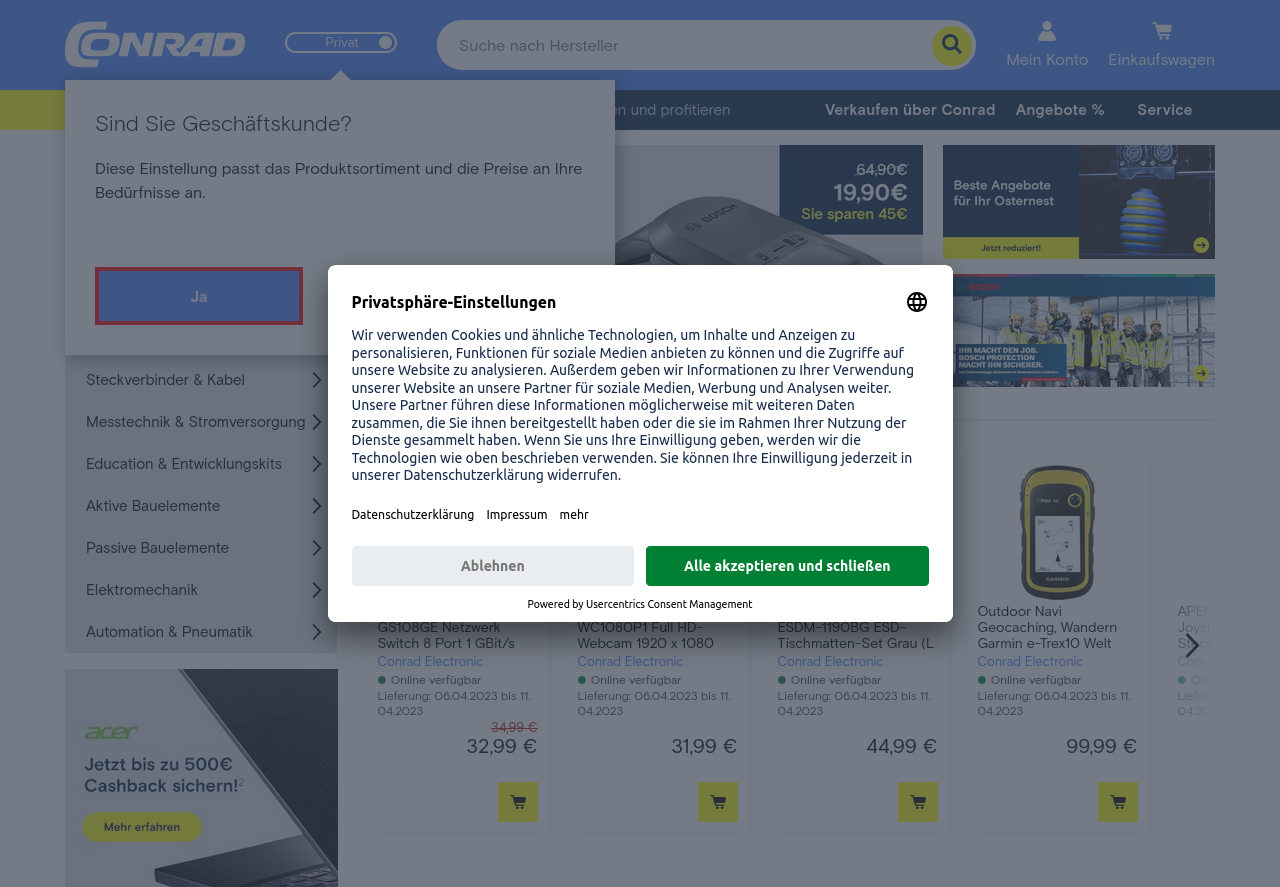 CONRAD
Privat
Suche nach Hersteller
Mein Konto
Einkaufswagen
en und profitieren
Verkaufen über Conrad
Angebote %
Service
Sind Sie Geschäftskunde?
Diese Einstellung passt das Produktsortiment und die Preise an Ihre
Bedürfnisse an.
Ja
64,90€
19,90€
Sie sparen 45€
BOSCH
Beste Angebote
für Ihr Osternest
Jetzt reduziert!
BOSCH
IHR MACHT DEN JOB.
BOSCH PROTECTION
MACHT IHN SICHERER.
Privatsphäre-Einstellungen
Wir verwenden Cookies und ähnliche Technologien, um Inhalte und Anzeigen zu
personalisieren, Funktionen für soziale Medien anbieten zu können und die Zugriffe auf
unsere Website zu analysieren. Außerdem geben wir Informationen zu Ihrer Verwendung
unserer Website an unsere Partner für soziale Medien, Werbung und Analysen weiter.
Unsere Partner führen diese Informationen möglicherweise mit weiteren Daten
zusammen, die Sie ihnen bereitgestellt haben oder die sie im Rahmen Ihrer Nutzung der
Dienste gesammelt haben. Wenn Sie uns Ihre Einwilligung geben, werden wir die
Technologien wie oben beschrieben verwenden. Sie können Ihre Einwilligung jederzeit in
unserer Datenschutzerklärung widerrufen.
Datenschutzerklärung
Impressum
mehr
Ablehnen
Alle akzeptieren und schließen
Powered by Usercentrics Consent Management
Steckverbinder & Kabel
Messtechnik & Stromversorgung
Education & Entwicklungskits
Aktive Bauelemente
Passive Bauelemente
Elektromechanik
Automation & Pneumatik
acer
Jetzt bis zu 500€
Cashback sichern!2
Mehr erfahren
GS108GE Netzwerk
Switch 8 Port 1 GBit/s
Conrad Electronic
Online verfügbar
Lieferung: 06.04.2023 bis 11.
04.2023
34,99 €
32,99 €
WC1080P1 Full HD-
Webcam 1920 x 1080
Conrad Electronic
Online verfügbar
Lieferung: 06.04.2023 bis 11.
04.2023
31,99 €
ESDM-1190BG ESD-
Tischmatten-Set Grau (L
Conrad Electronic
Online verfügbar
Lieferung: 06.04.2023 bis 11.
04.2023
44,99 €
GARMIN
Outdoor Navi
Geocaching, Wandern
Garmin e-Trex10 Welt
Conrad Electronic
Online verfügbar
Lieferung: 06.04.2023 bis 11.
04.2023
99,99 €